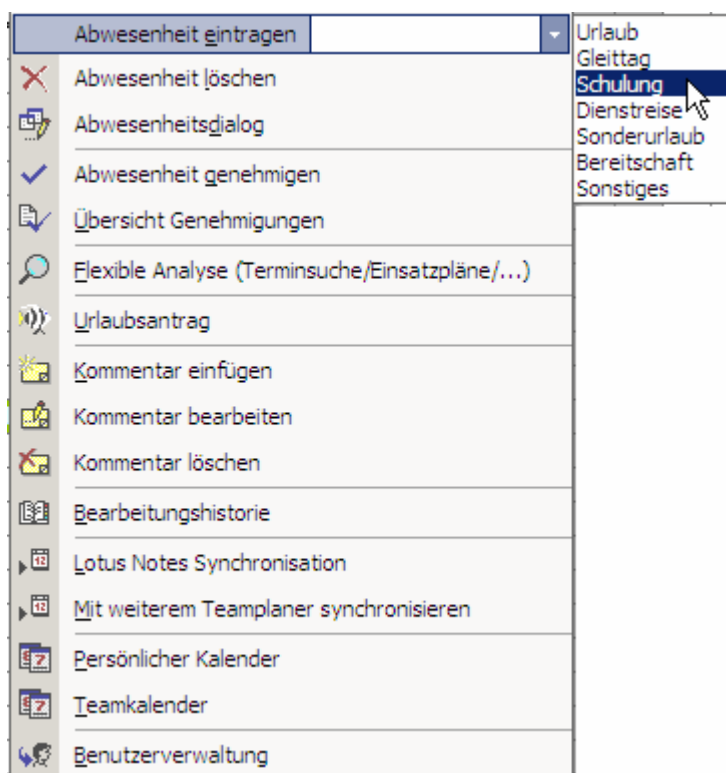 Abwesenheit eintragen
Urlaub
Gleittag
Schulung
Dienstreise
Sonderurlaub
Bereitschaft
Sonstiges
Abwesenheit löschen
Abwesenheitsdialog
Abwesenheit genehmigen
Übersicht Genehmigungen
Flexible Analyse (Terminsuche/Einsatzpläne/...)
Urlaubsantrag
Kommentar einfügen
Kommentar bearbeiten
Kommentar löschen
Bearbeitungshistorie
Lotus Notes Synchronisation
Mit weiterem Teamplaner synchronisieren
Persönlicher Kalender
Teamkalender
Benutzerverwaltung